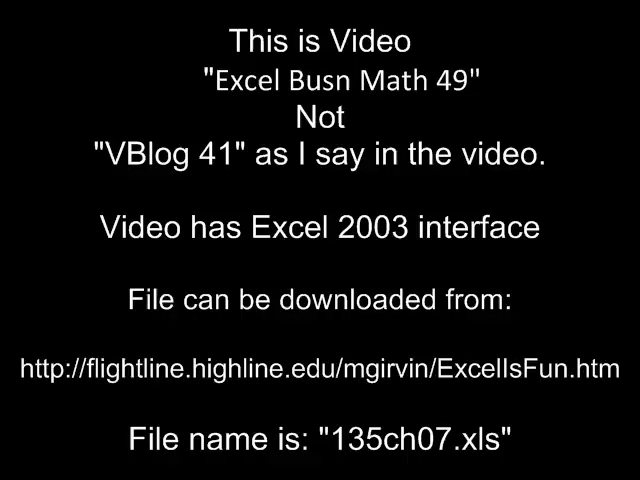 This is Video
"Excel Busn Math 49"
Not
"VBlog 41" as I say in the video.
Video has Excel 2003 interface
File can be downloaded from:
http://flightline.highline.edu/mgirvin/ExcelIsFun.htm
File name is: "135ch07.xls"